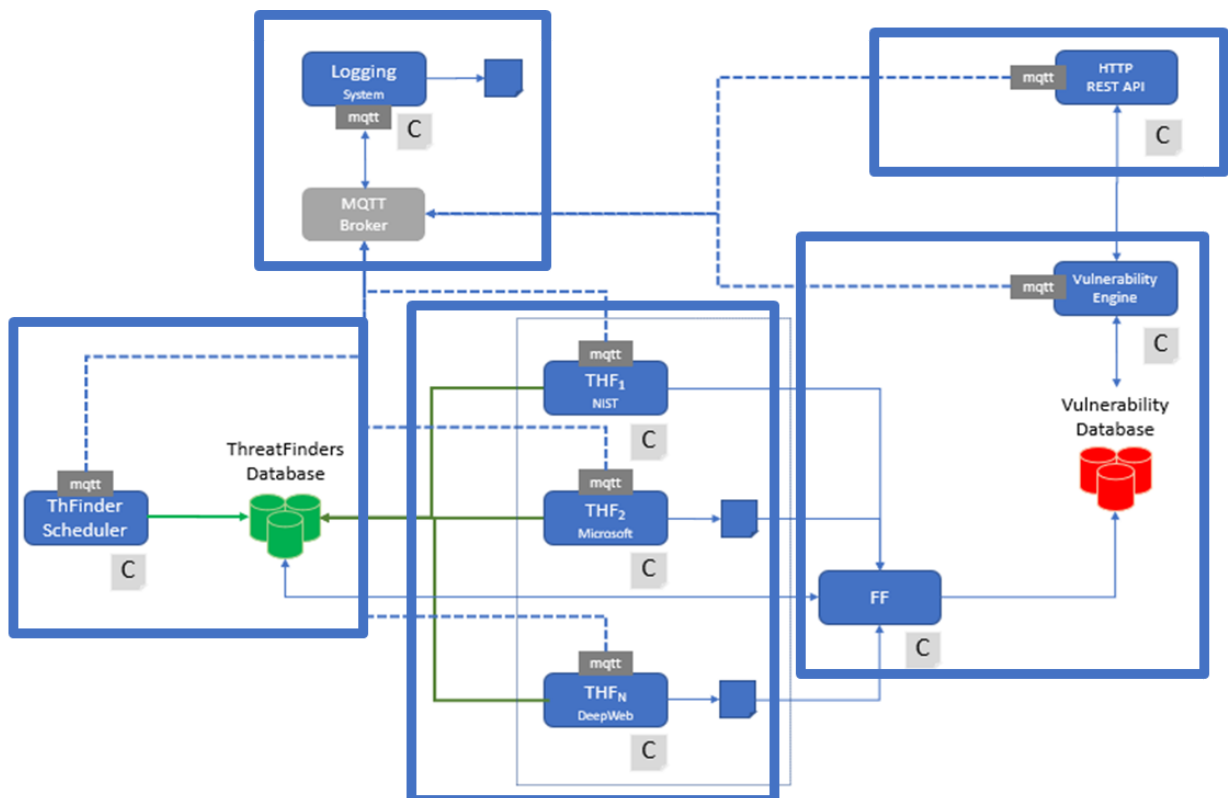 Logging
System
mqtt
C
MQTT
Broker
mqtt
HTTP
REST API
C
mqtt
Vulnerability
Engine
C
Vulnerability
Database
mqtt
THF₁
NIST
C
ThreatFinders
Database
mqtt
ThFinder
Scheduler
C
mqtt
THF₂
Microsoft
C
FF
C
mqtt
THF_N
DeepWeb
C